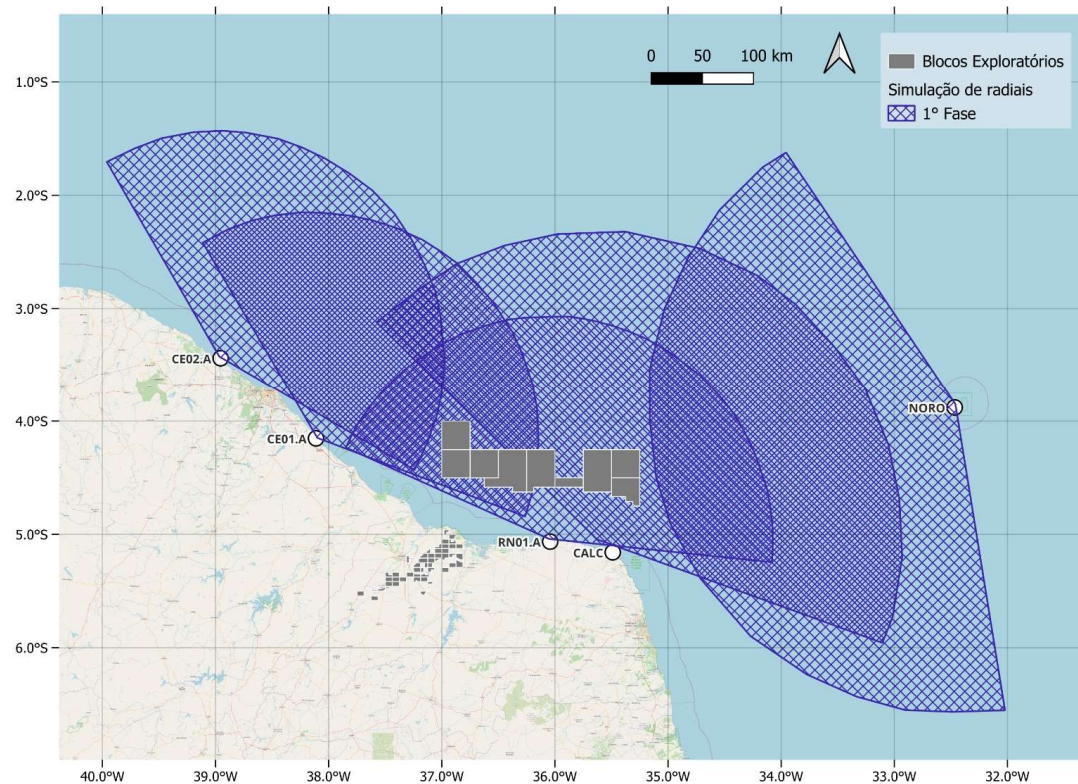 0 50 100 km
Blocos Exploratórios
Simulação de radiais
1° Fase
1.0°S
2.0°S
3.0°S
4.0°S
5.0°S
6.0°S
CE02.A
CE01.A
NORO
RN01.A
CALC
40.0°W 39.0°W 38.0°W 37.0°W 36.0°W 35.0°W 34.0°W 33.0°W 32.0°W